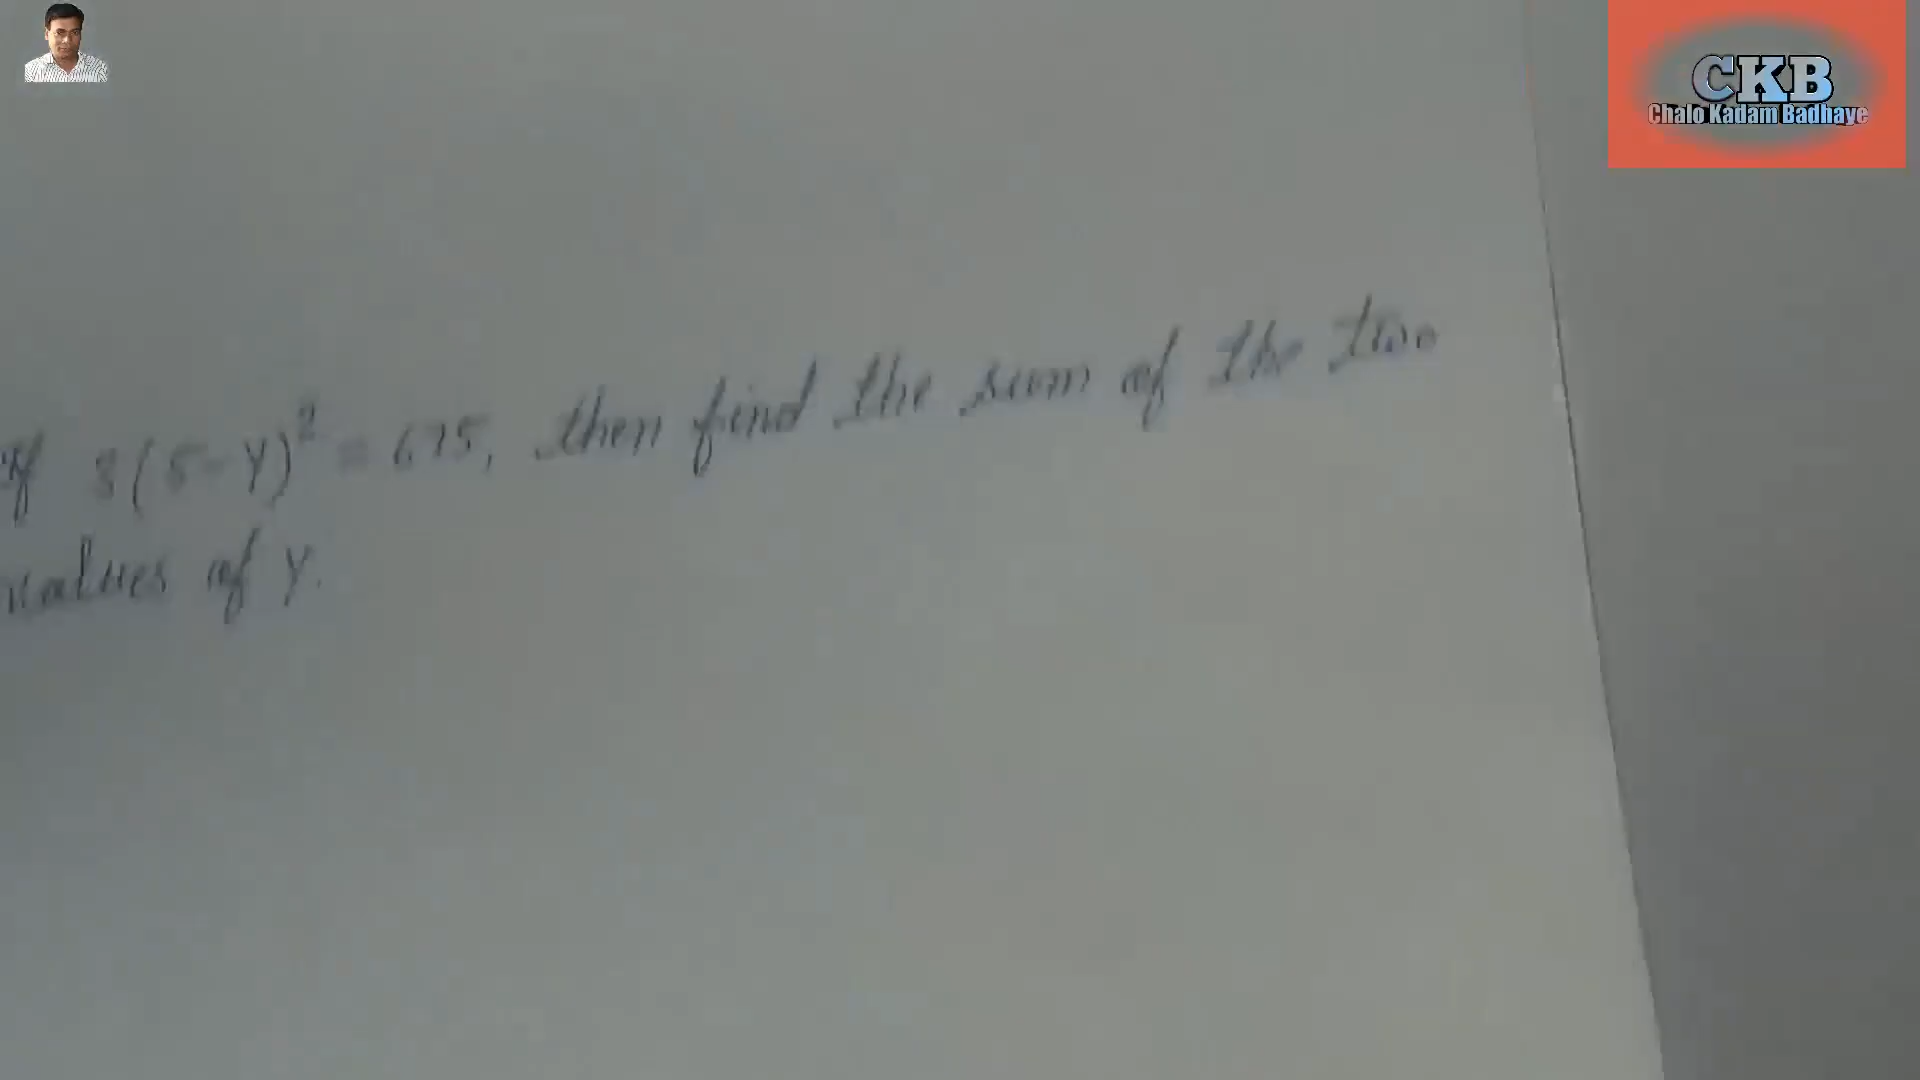 CKB
Chalo Kadam Badhaye
If 3(5-y)² = 675, then find the sum of the two
values of y.